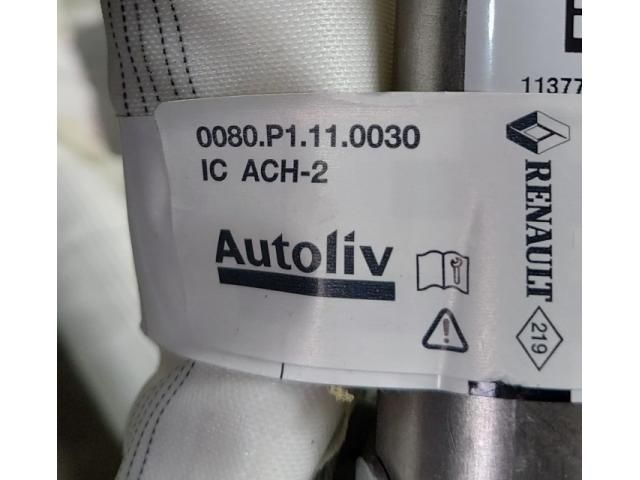 11377
0080.P1.11.0030
IC ACH-2
Autoliv
RENAULT
219